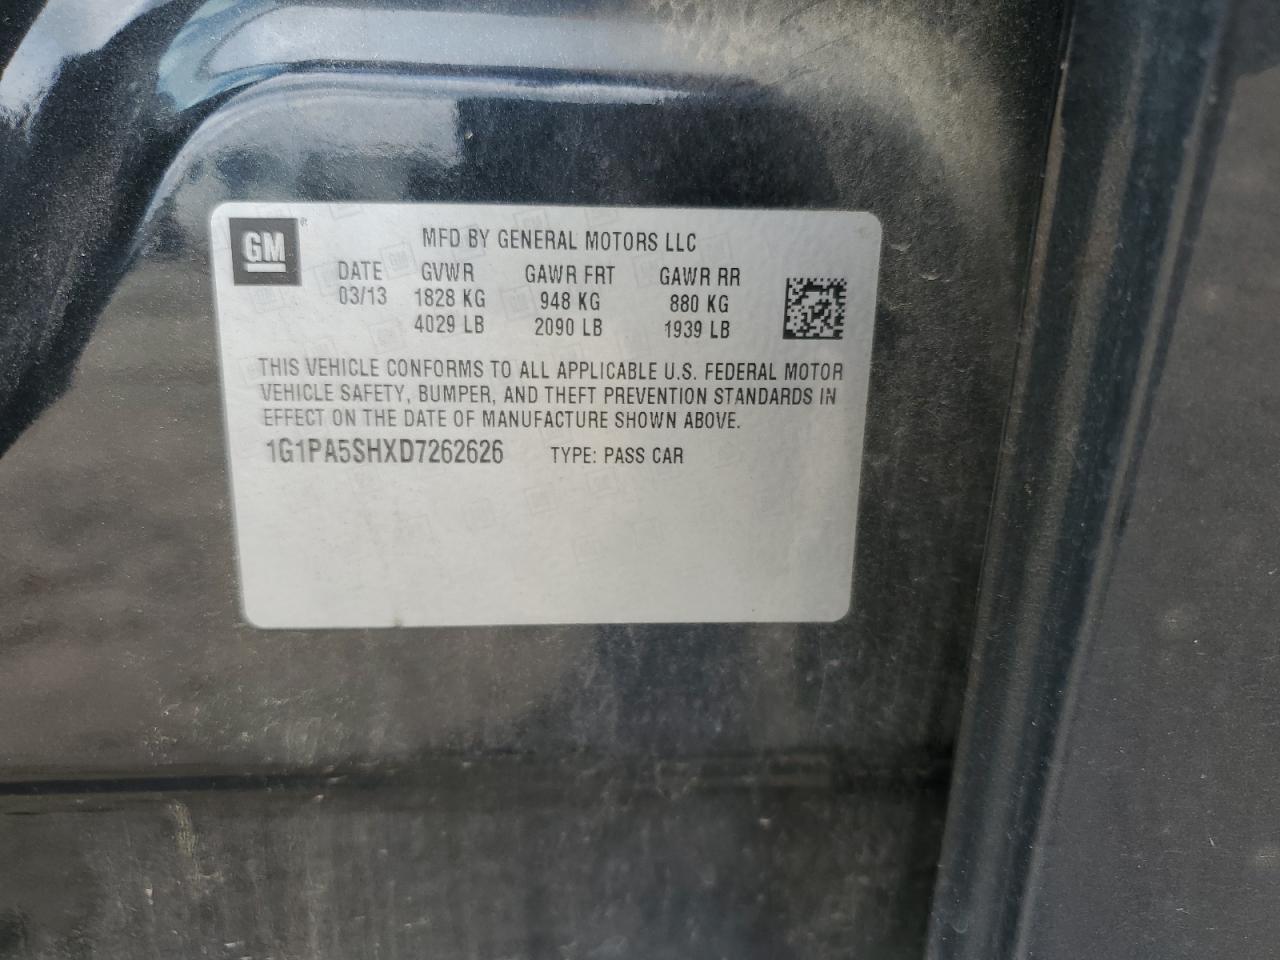 GM
MFD BY GENERAL MOTORS LLC
DATE GVWR GAWR FRT GAWR RR
03/13 1828 KG 948 KG 880 KG
4029 LB 2090 LB 1939 LB
THIS VEHICLE CONFORMS TO ALL APPLICABLE U.S. FEDERAL MOTOR
VEHICLE SAFETY, BUMPER, AND THEFT PREVENTION STANDARDS IN
EFFECT ON THE DATE OF MANUFACTURE SHOWN ABOVE.
1G1PA5SHXD7262626 TYPE: PASS CAR